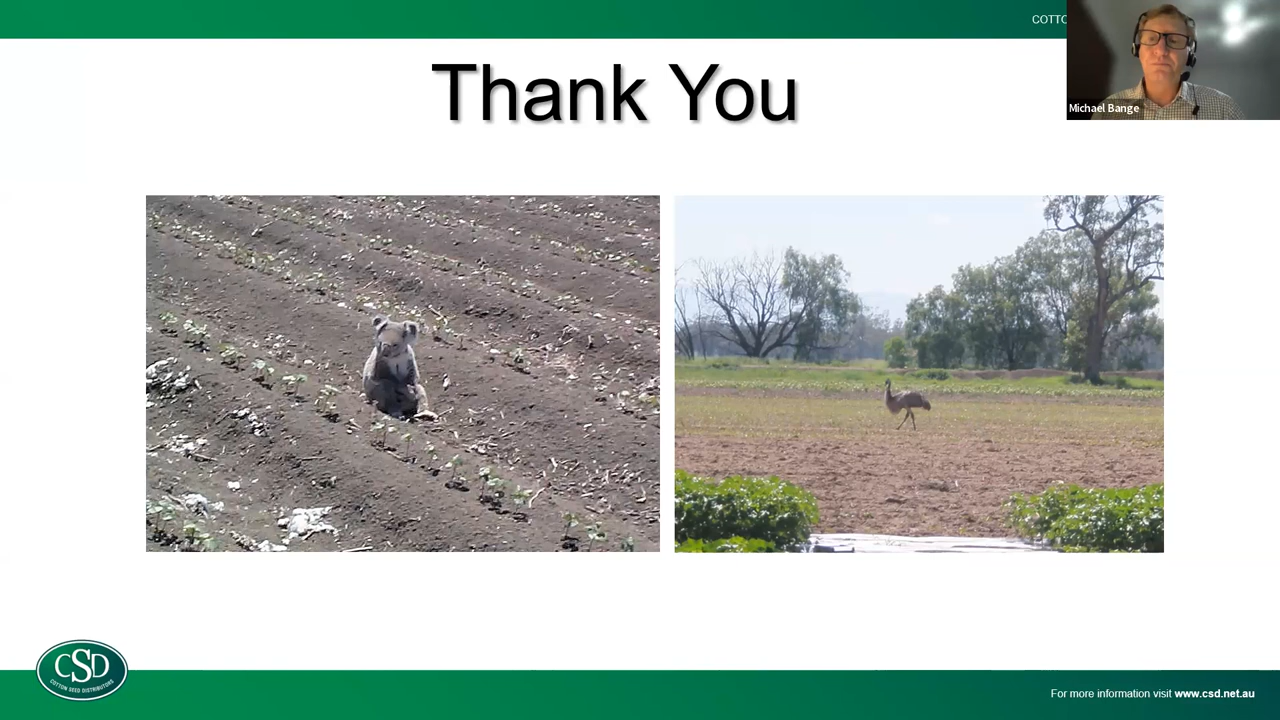 COTTO
Michael Bange
Thank You
CSD
COTTON SEED DISTRIBUTORS
For more information visit www.csd.net.au